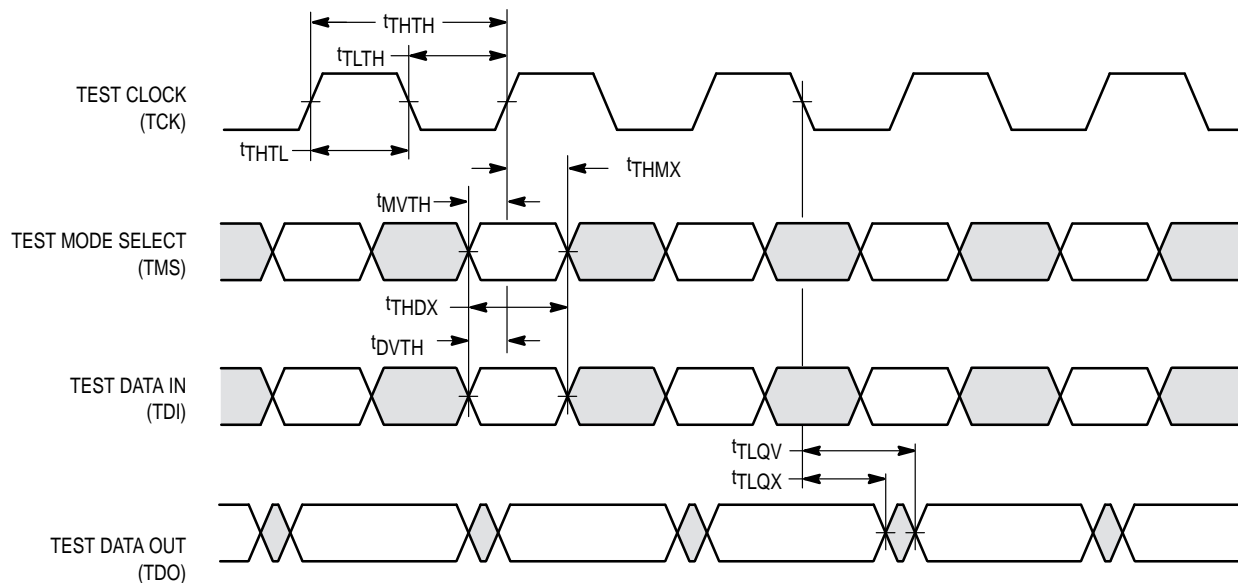 tTHTH
tTLTH
TEST CLOCK
(TCK)
tTHTL
tTHMX
tMVTH
TEST MODE SELECT
(TMS)
tTHDX
tDVTH
TEST DATA IN
(TDI)
tTLQV
tTLQX
TEST DATA OUT
(TDO)